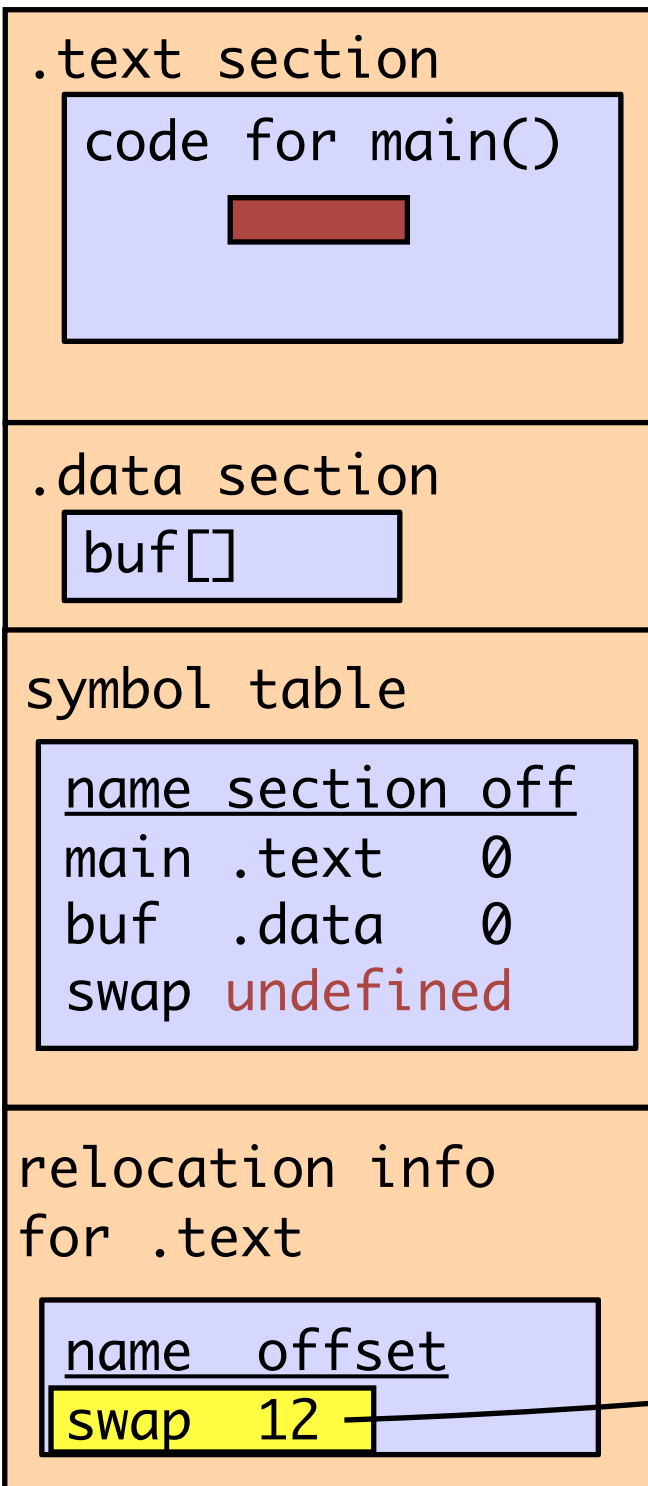 .text section
code for main()
.data section
buf[]
symbol table
name section off
main .text 0
buf .data 0
swap undefined
relocation info
for .text
name offset
swap 12